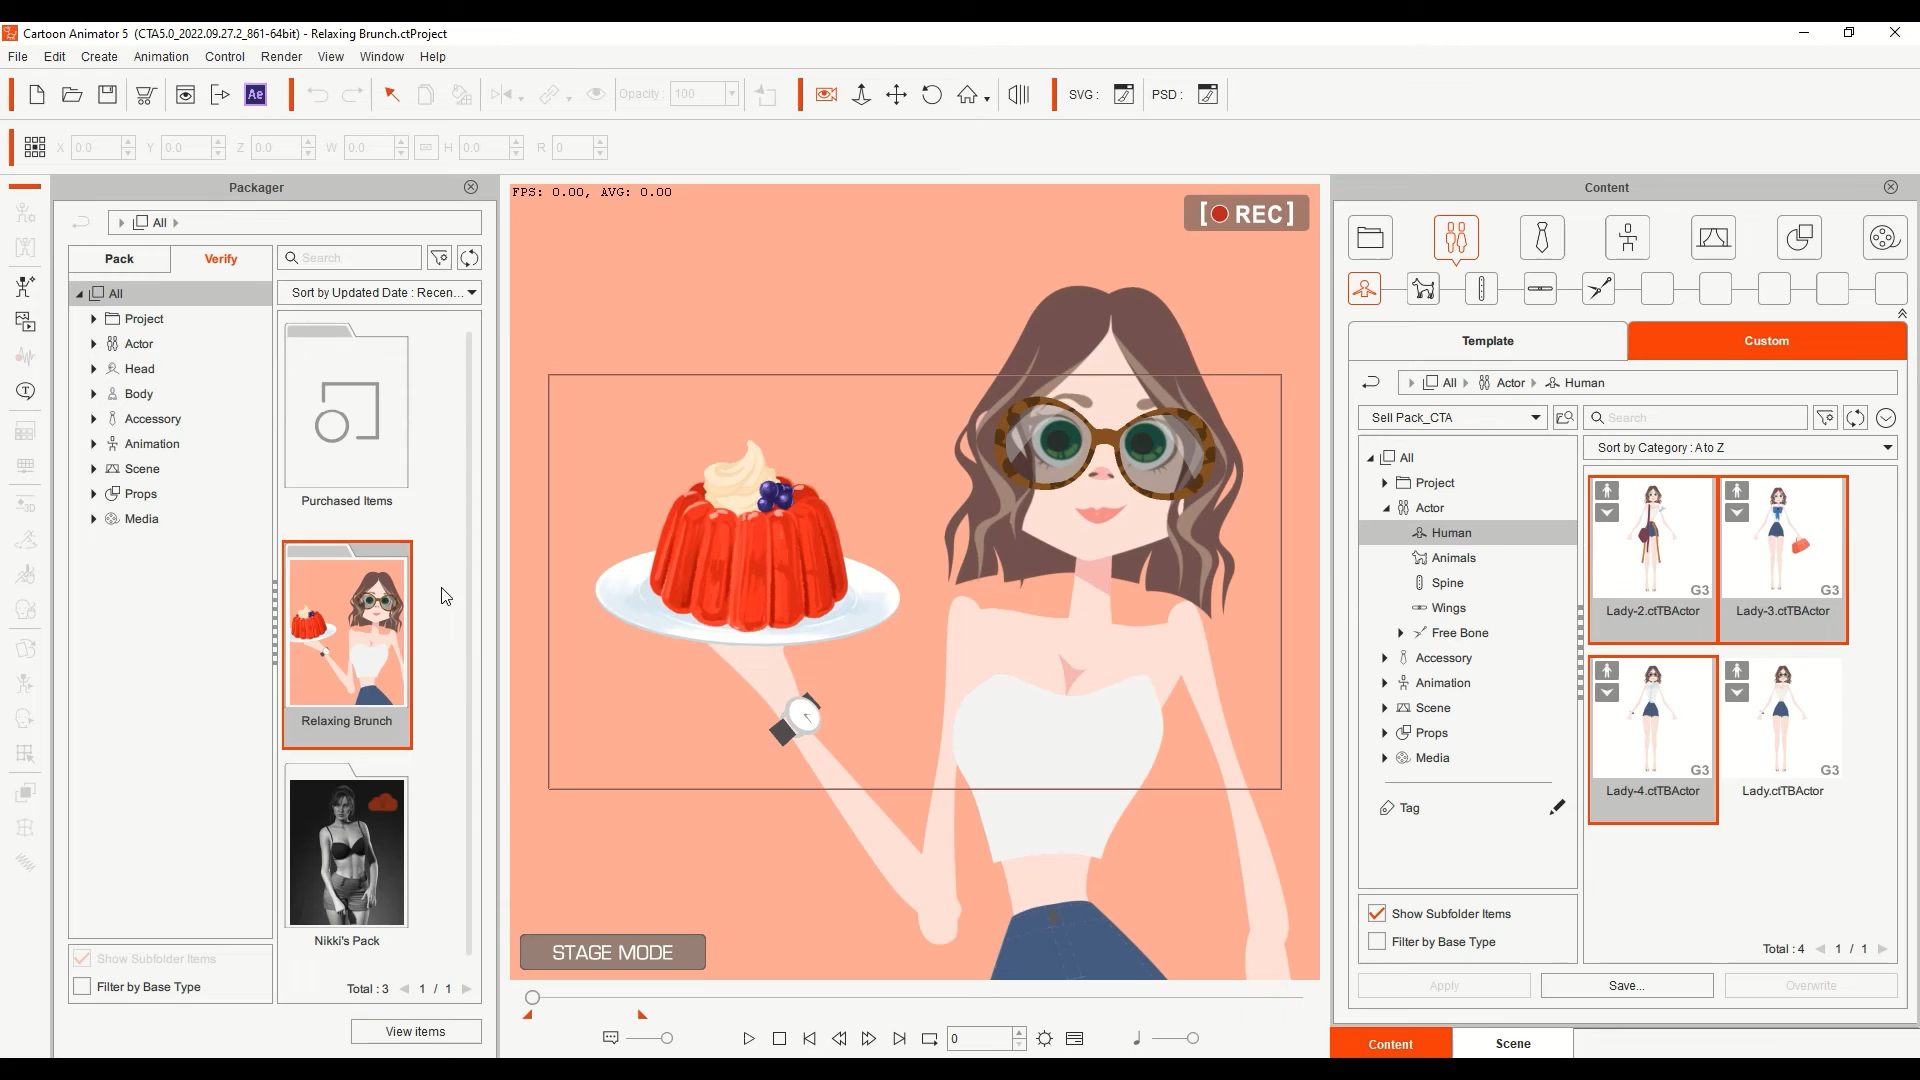 Cartoon Animator 5 (CTA5.0_2022.09.27.2_861-64bit) - Relaxing Brunch.ctProject
File Edit Create Animation Control Render View Window Help
Ae
Opacity : 100
SVG :
PSD :
X 0.0 Y 0.0 Z 0.0 W 0.0 H 0.0 R 0
Packager
All
Pack
Verify
Search
Sort by Updated Date : Recen...
All
Project
Actor
Head
Body
Accessory
Animation
Scene
Props
Media
Purchased Items
Relaxing Brunch
Nikki's Pack
Show Subfolder Items
Filter by Base Type
Total : 3 1 / 1
View items
FPS: 0.00, AVG: 0.00
[ REC ]
STAGE MODE
0
Content
Template
Custom
All Actor Human
Sell Pack_CTA
Search
Sort by Category : A to Z
All
Project
Actor
Human
Animals
Spine
Wings
Free Bone
Accessory
Animation
Scene
Props
Media
Tag
G3
Lady-2.ctTBActor
G3
Lady-3.ctTBActor
G3
Lady-4.ctTBActor
G3
Lady.ctTBActor
Show Subfolder Items
Filter by Base Type
Total : 4 1 / 1
Apply
Save...
Overwrite
Content
Scene